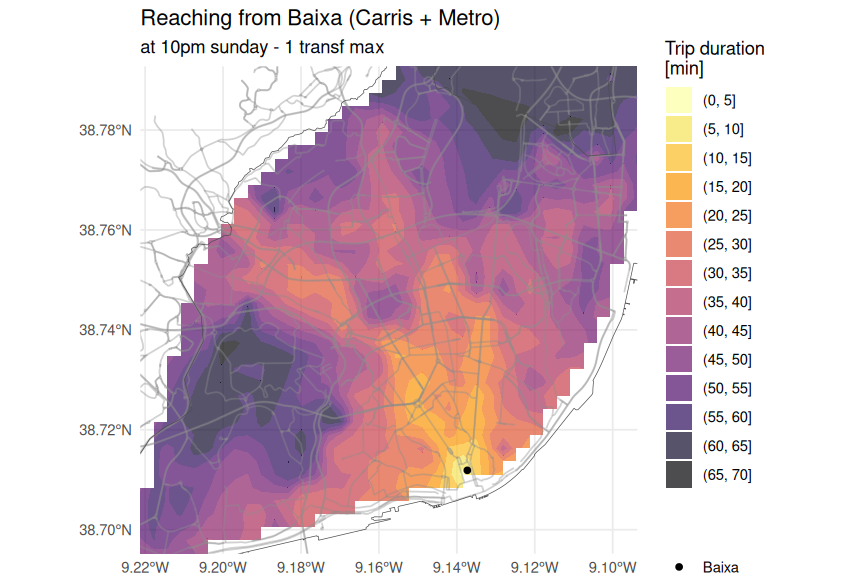 Reaching from Baixa (Carris + Metro)
at 10pm sunday - 1 transf max
Trip duration
[min]
(0, 5]
(5, 10]
(10, 15]
(15, 20]
(20, 25]
(25, 30]
(30, 35]
(35, 40]
(40, 45]
(45, 50]
(50, 55]
(55, 60]
(60, 65]
(65, 70]
Baixa
38.78°N
38.76°N
38.74°N
38.72°N
38.70°N
9.22°W 9.20°W 9.18°W 9.16°W 9.14°W 9.12°W 9.10°W